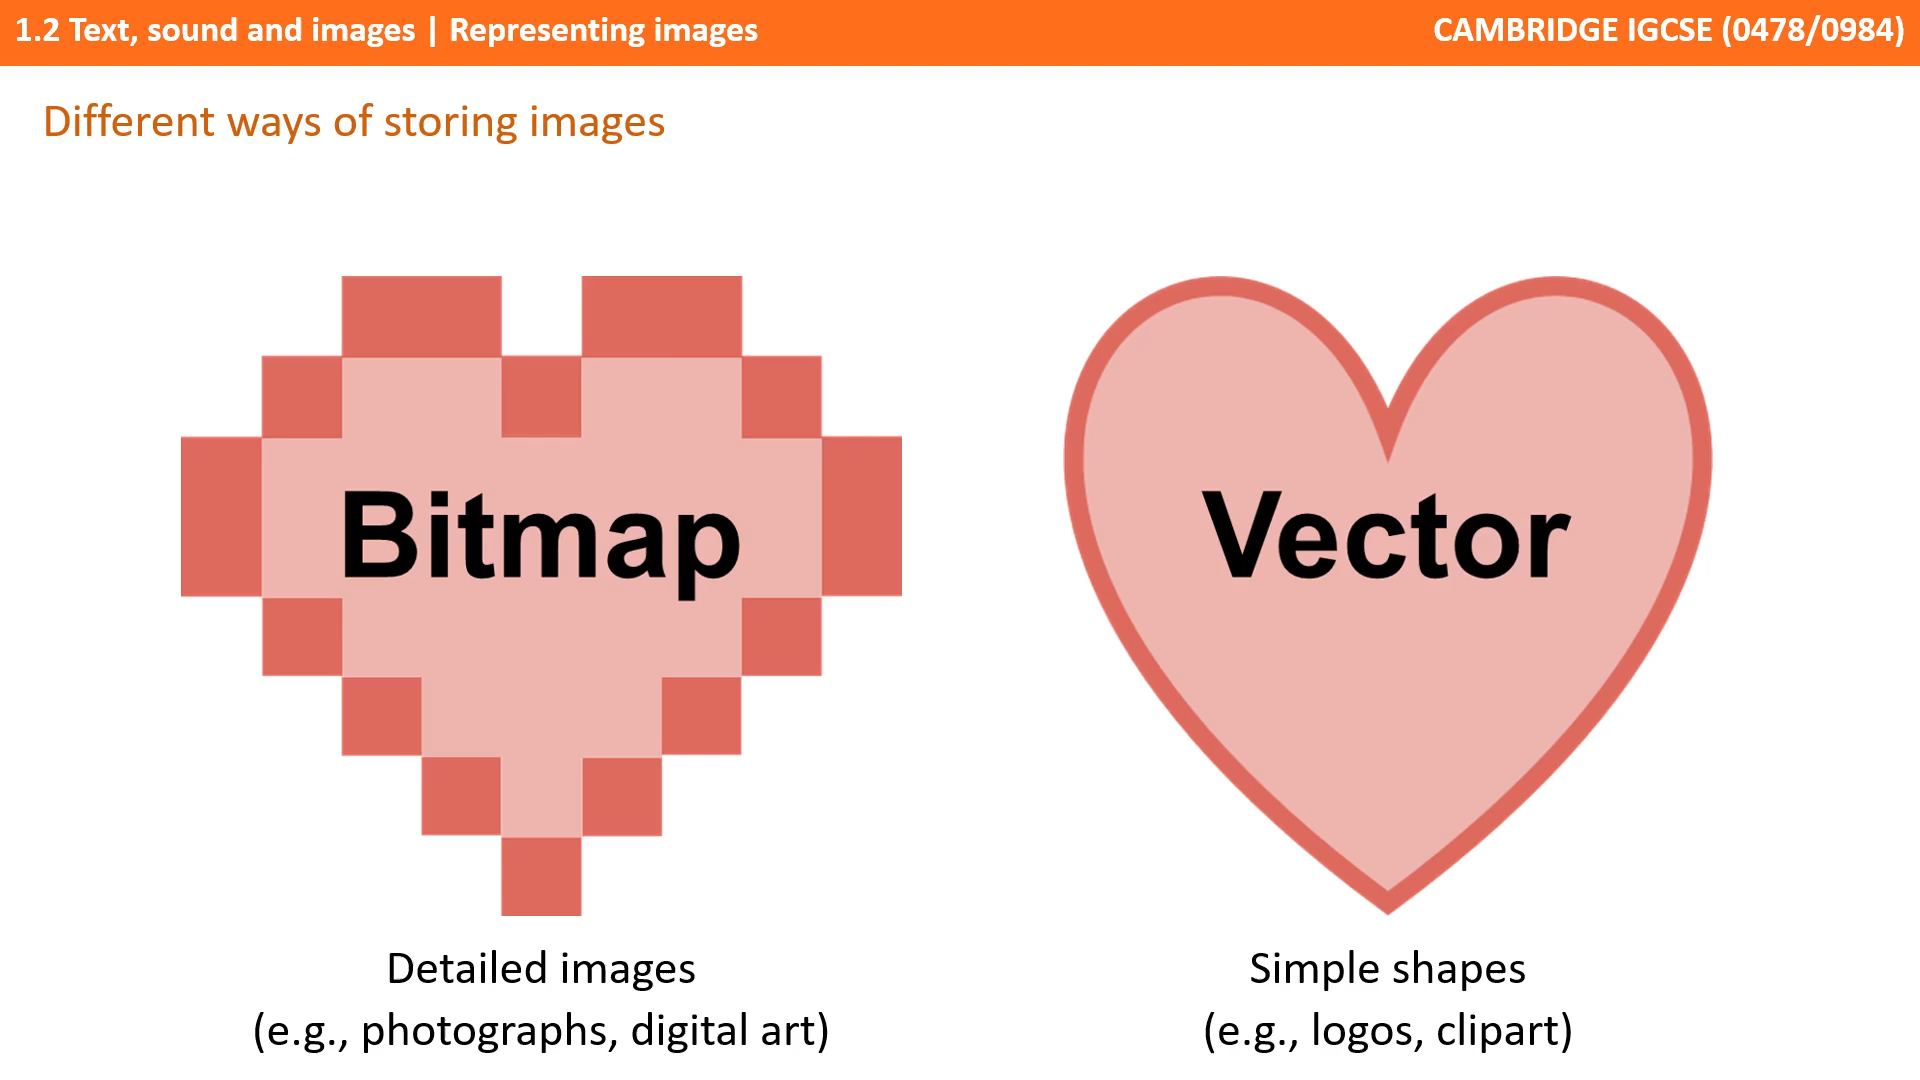 1.2 Text, sound and images | Representing images
CAMBRIDGE IGCSE (0478/0984)
Different ways of storing images
Bitmap
Vector
Detailed images
(e.g., photographs, digital art)
Simple shapes
(e.g., logos, clipart)